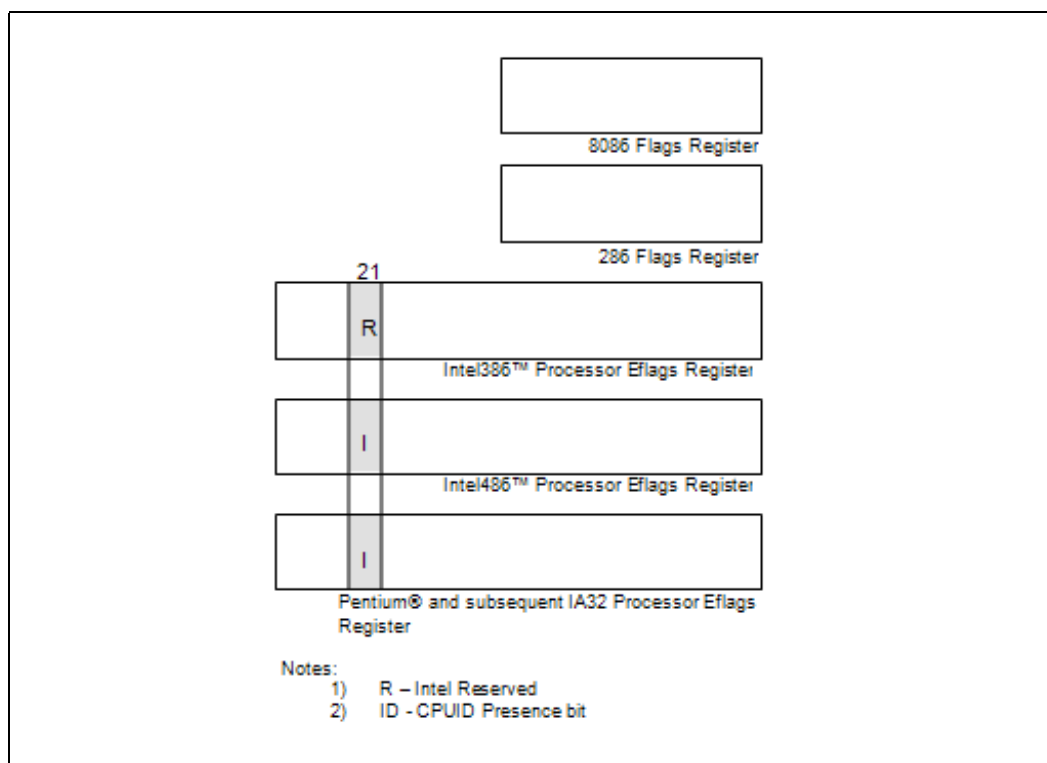 8086 Flags Register
286 Flags Register
21
R
Intel386™ Processor Eflags Register
I
Intel486™ Processor Eflags Register
I
Pentium® and subsequent IA32 Processor Eflags
Register
Notes:
1) R – Intel Reserved
2) ID - CPUID Presence bit